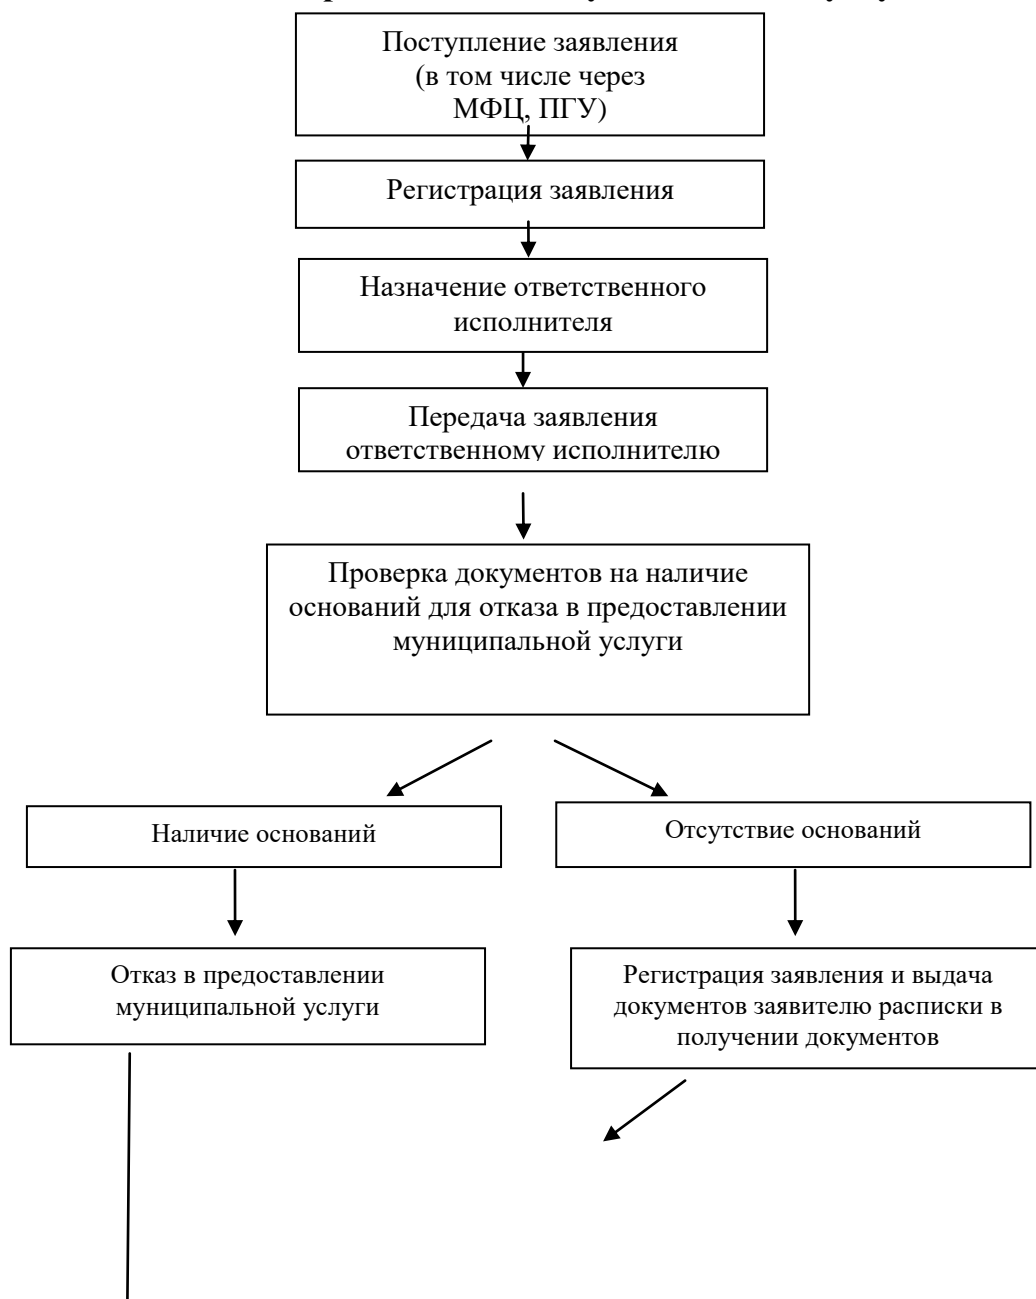 Поступление заявления
(в том числе через
МФЦ, ПГУ)
Регистрация заявления
Назначение ответственного
исполнителя
Передача заявления
ответственному исполнителю
Проверка документов на наличие
оснований для отказа в предоставлении
муниципальной услуги
Наличие оснований
Отсутствие оснований
Отказ в предоставлении
муниципальной услуги
Регистрация заявления и выдача
документов заявителю расписки в
получении документов